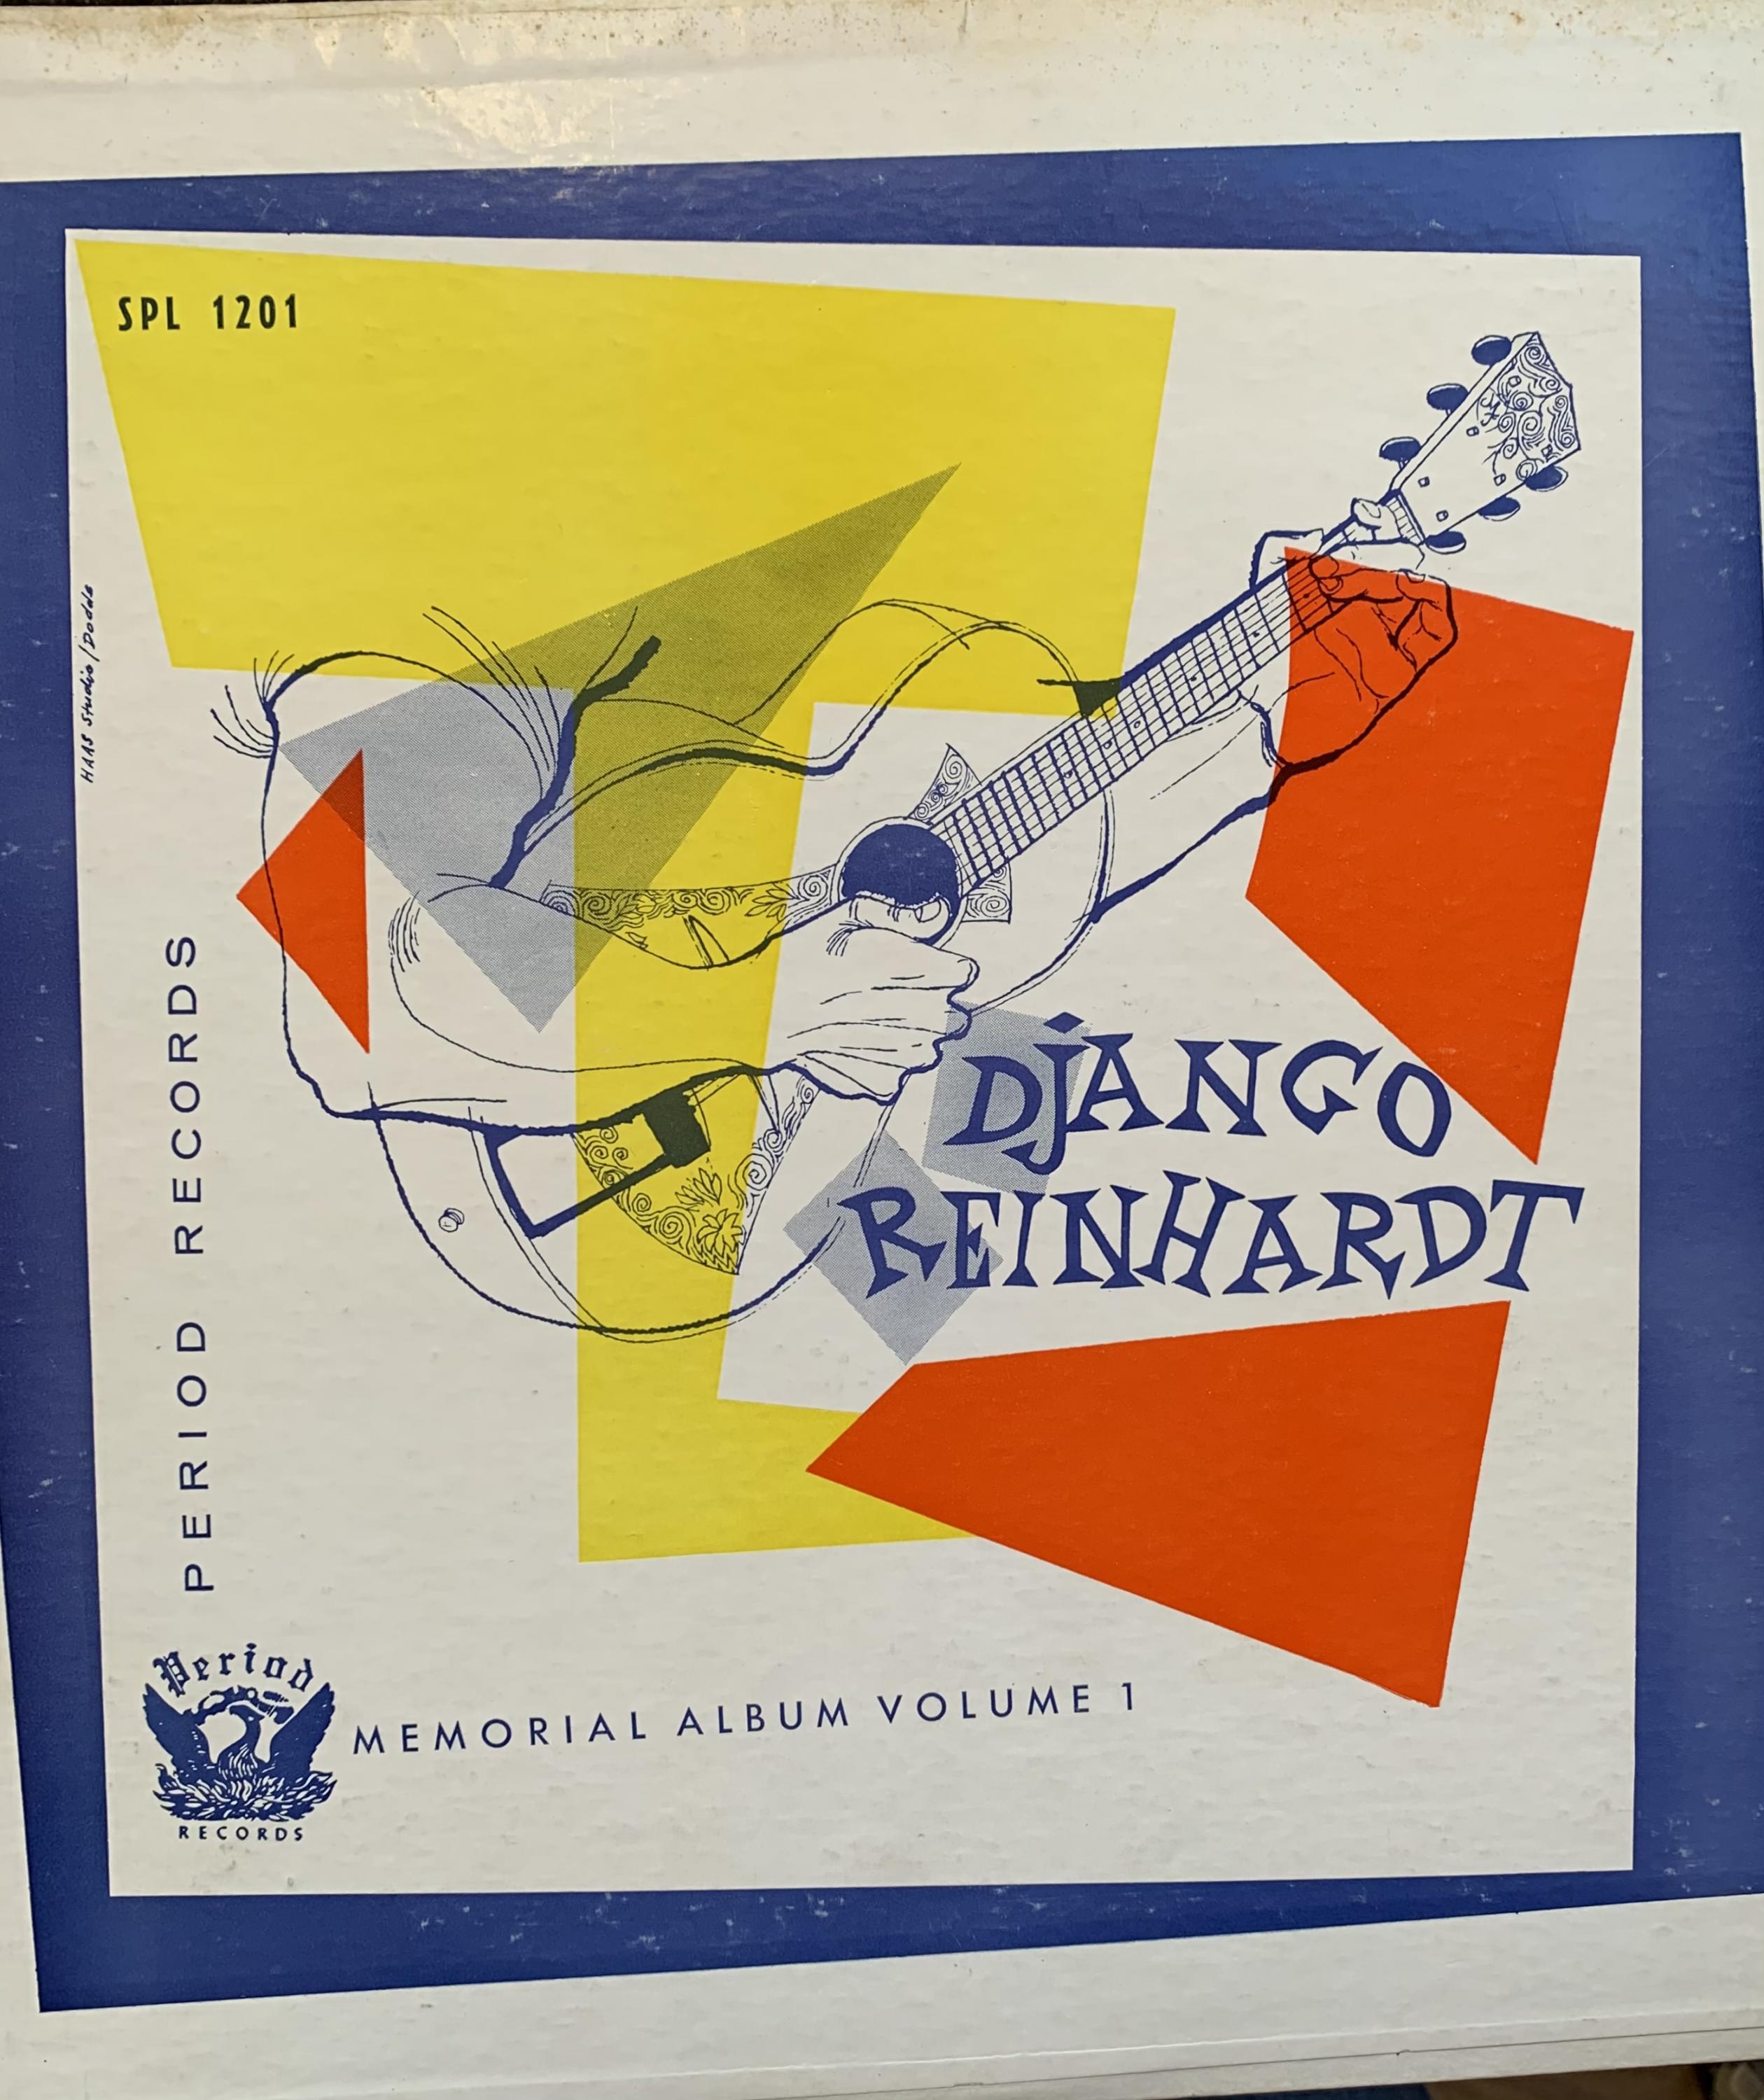 SPL 1201
HAAS Studio/Dodds
PERIOD RECORDS
DjANGO
REINHARDT
MEMORIAL ALBUM VOLUME 1
Period
RECORDS